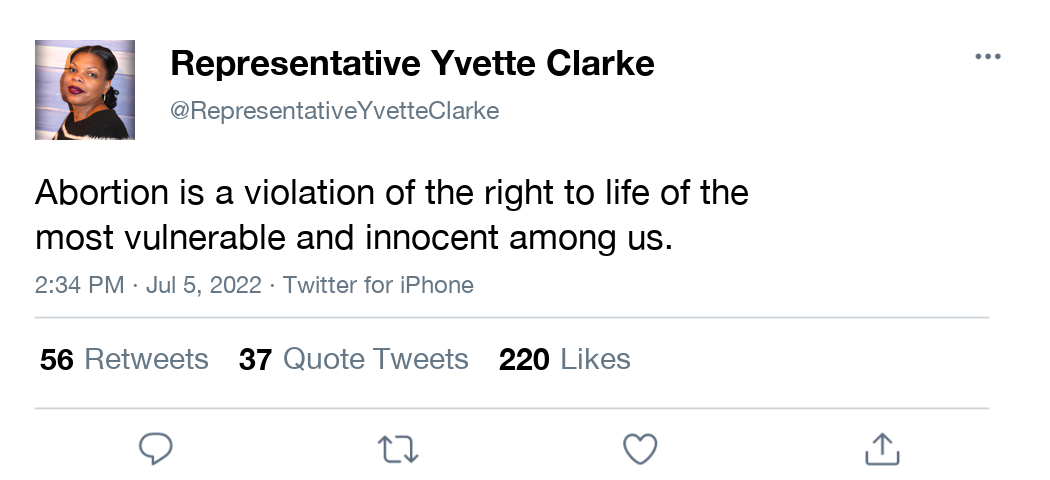 Representative Yvette Clarke
@RepresentativeYvetteClarke
Abortion is a violation of the right to life of the
most vulnerable and innocent among us.
2:34 PM · Jul 5, 2022 · Twitter for iPhone
56 Retweets 37 Quote Tweets 220 Likes